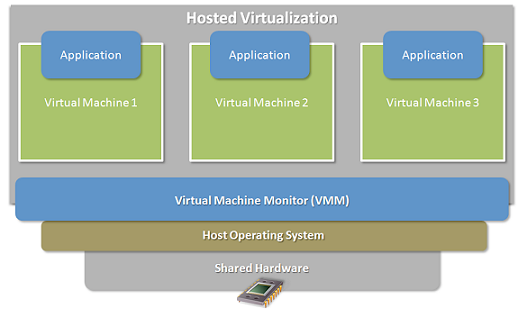 Hosted Virtualization
Application
Application
Application
Virtual Machine 1
Virtual Machine 2
Virtual Machine 3
Virtual Machine Monitor (VMM)
Host Operating System
Shared Hardware